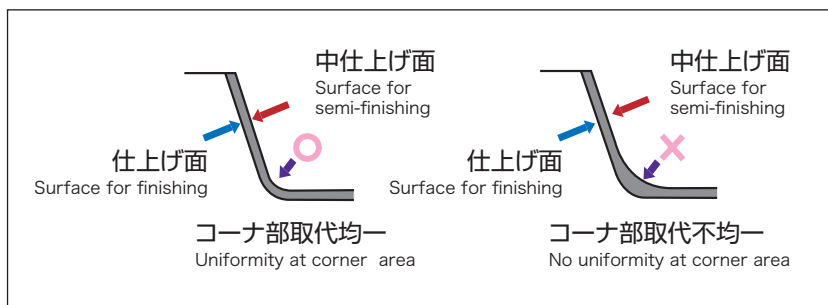 中仕上げ面
Surface for
semi-finishing
仕上げ面
Surface for finishing
コーナ部取代均一
Uniformity at corner area
中仕上げ面
Surface for
semi-finishing
仕上げ面
Surface for finishing
コーナ部取代不均一
No uniformity at corner area